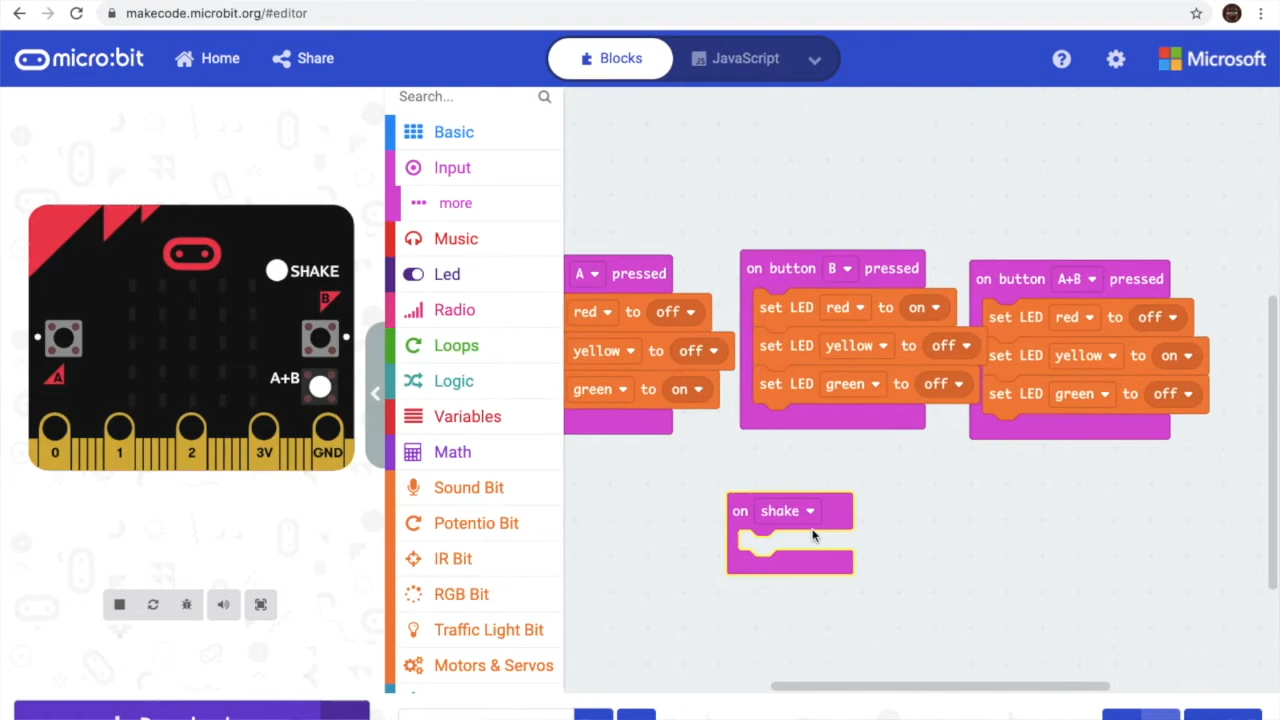 makecode.microbit.org/#editor
micro:bit
Home
Share
Blocks
JavaScript
Microsoft
Search...
Basic
Input
more
Music
Led
Radio
Loops
Logic
Variables
Math
Sound Bit
Potentio Bit
IR Bit
RGB Bit
Traffic Light Bit
Motors & Servos
SHAKE
B
A
A+B
0 1 2 3V GND
A pressed
red to off
yellow to off
green to on
on button B pressed
set LED red to on
set LED yellow to off
set LED green to off
on button A+B pressed
set LED red to off
set LED yellow to on
set LED green to off
on shake